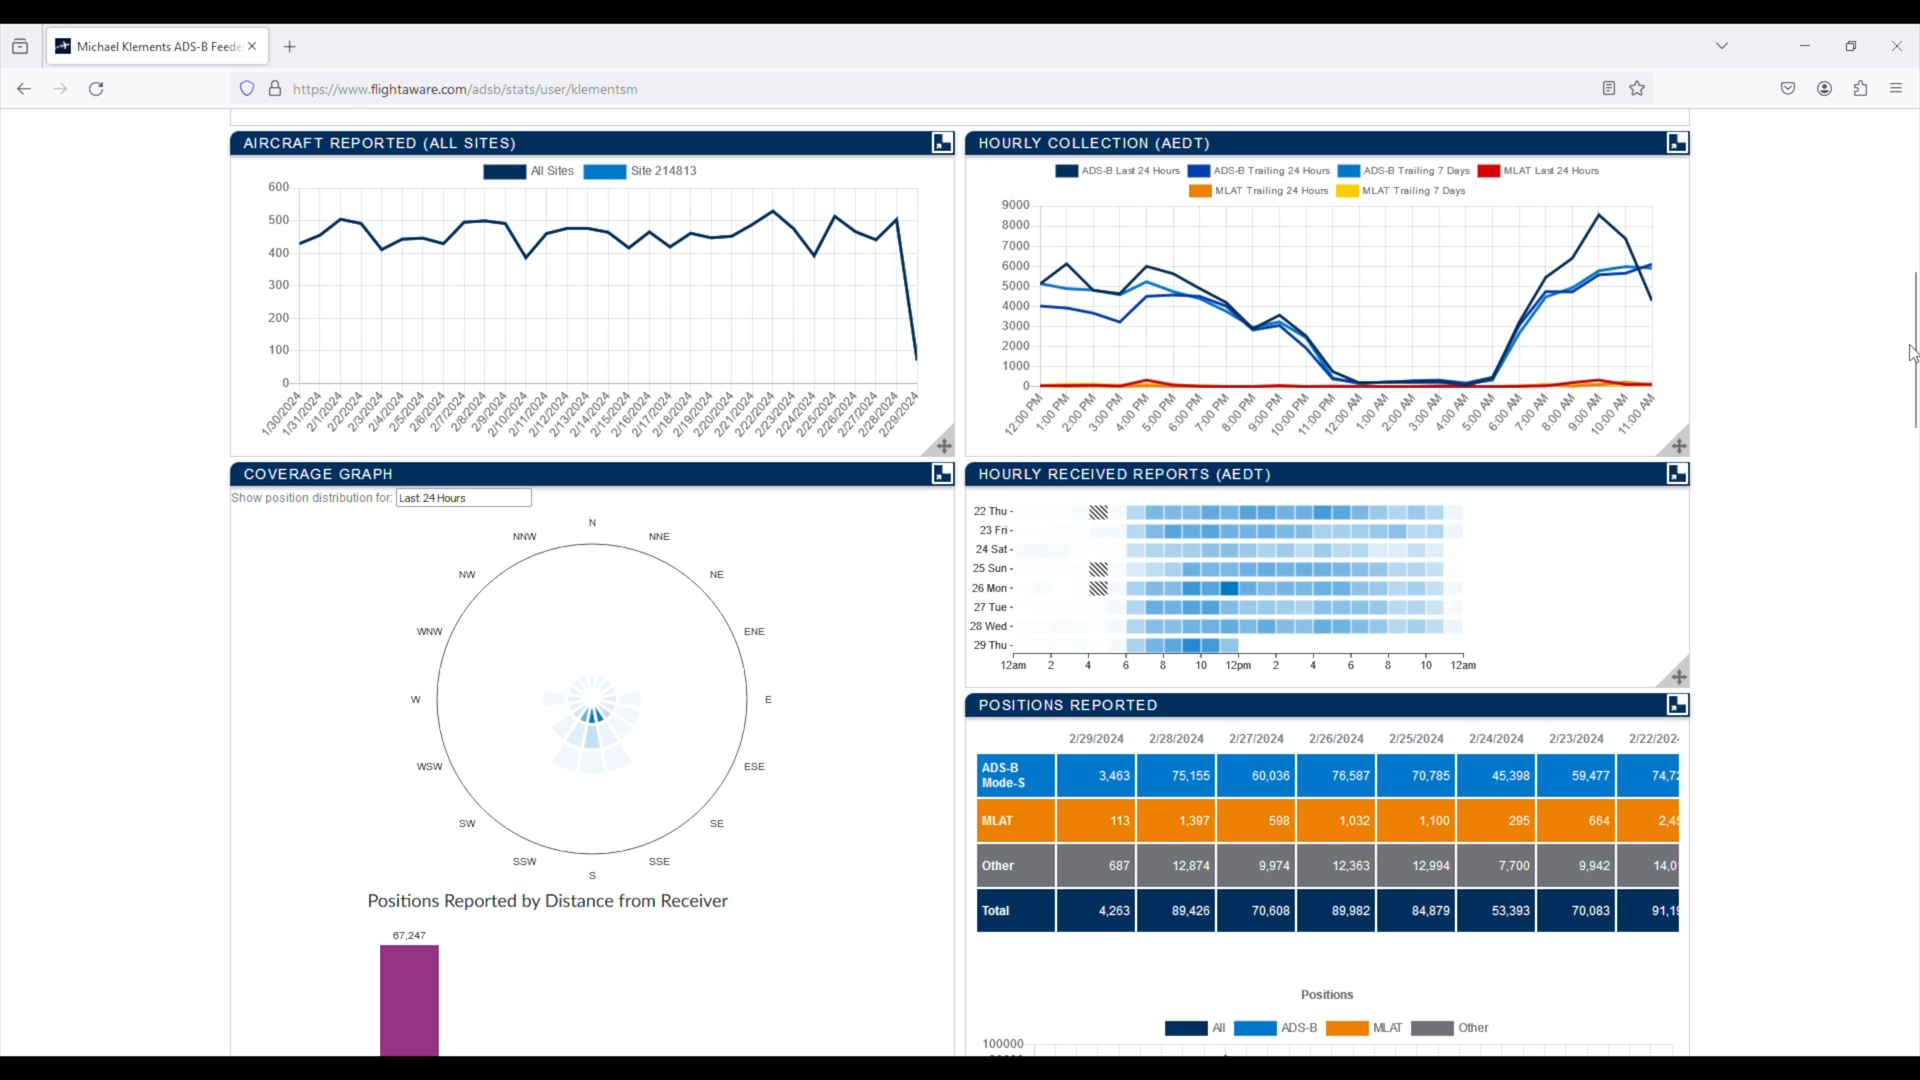 Michael Klements ADS-B Feede
https://www.flightaware.com/adsb/stats/user/klementsm
AIRCRAFT REPORTED (ALL SITES)
All Sites
Site 214813
600
500
400
300
200
100
0
1/30/2024
1/31/2024
2/1/2024
2/2/2024
2/3/2024
2/4/2024
2/5/2024
2/6/2024
2/7/2024
2/8/2024
2/9/2024
2/10/2024
2/11/2024
2/12/2024
2/13/2024
2/14/2024
2/15/2024
2/16/2024
2/17/2024
2/18/2024
2/19/2024
2/20/2024
2/21/2024
2/22/2024
2/23/2024
2/24/2024
2/25/2024
2/26/2024
2/27/2024
2/28/2024
2/29/2024
HOURLY COLLECTION (AEDT)
ADS-B Last 24 Hours
ADS-B Trailing 24 Hours
ADS-B Trailing 7 Days
MLAT Last 24 Hours
MLAT Trailing 24 Hours
MLAT Trailing 7 Days
9000
8000
7000
6000
5000
4000
3000
2000
1000
0
12:00 PM
1:00 PM
2:00 PM
3:00 PM
4:00 PM
5:00 PM
6:00 PM
7:00 PM
8:00 PM
9:00 PM
10:00 PM
11:00 PM
12:00 AM
1:00 AM
2:00 AM
3:00 AM
4:00 AM
5:00 AM
6:00 AM
7:00 AM
8:00 AM
9:00 AM
10:00 AM
11:00 AM
COVERAGE GRAPH
Show position distribution for: Last 24 Hours
N
NNW
NNE
NW
NE
WNW
ENE
W
E
WSW
ESE
SW
SE
SSW
SSE
S
Positions Reported by Distance from Receiver
67,247
HOURLY RECEIVED REPORTS (AEDT)
22 Thu -
23 Fri -
24 Sat -
25 Sun -
26 Mon -
27 Tue -
28 Wed -
29 Thu -
12am 2 4 6 8 10 12pm 2 4 6 8 10 12am
POSITIONS REPORTED
2/29/2024 2/28/2024 2/27/2024 2/26/2024 2/25/2024 2/24/2024 2/23/2024 2/22/202
ADS-B
Mode-S 3,463 75,155 60,036 76,587 70,785 45,398 59,477 74,72
MLAT 113 1,397 598 1,032 1,100 295 664 2,45
Other 687 12,874 9,974 12,363 12,994 7,700 9,942 14,0
Total 4,263 89,426 70,608 89,982 84,879 53,393 70,083 91,19
Positions
All
ADS-B
MLAT
Other
100000